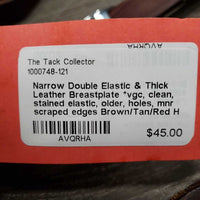 AVQRHA
The Tack Collector
1000748-121
Narrow Double Elastic & Thick
Leather Breastplate *vgc, clean,
stained elastic, older, holes, mnr
scraped edges Brown/Tan/Red H
$45.00
AVQRHA